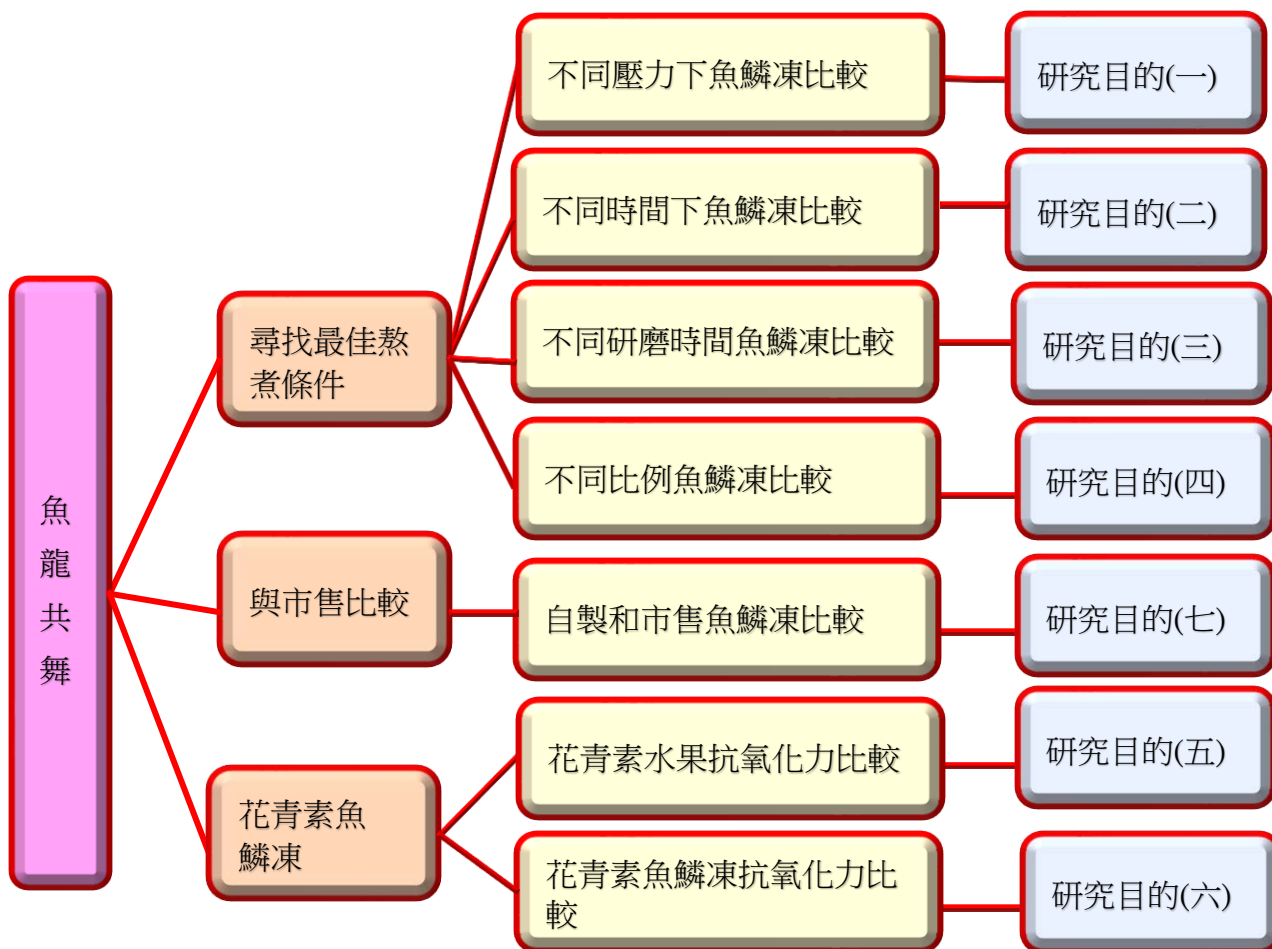 魚
龍
共
舞
尋找最佳熬
煮條件
與市售比較
花青素魚
鱗凍
不同壓力下魚鱗凍比較
研究目的(一)
不同時間下魚鱗凍比較
研究目的(二)
不同研磨時間魚鱗凍比較
研究目的(三)
不同比例魚鱗凍比較
研究目的(四)
自製和市售魚鱗凍比較
研究目的(七)
花青素水果抗氧化力比較
研究目的(五)
花青素魚鱗凍抗氧化力比
較
研究目的(六)